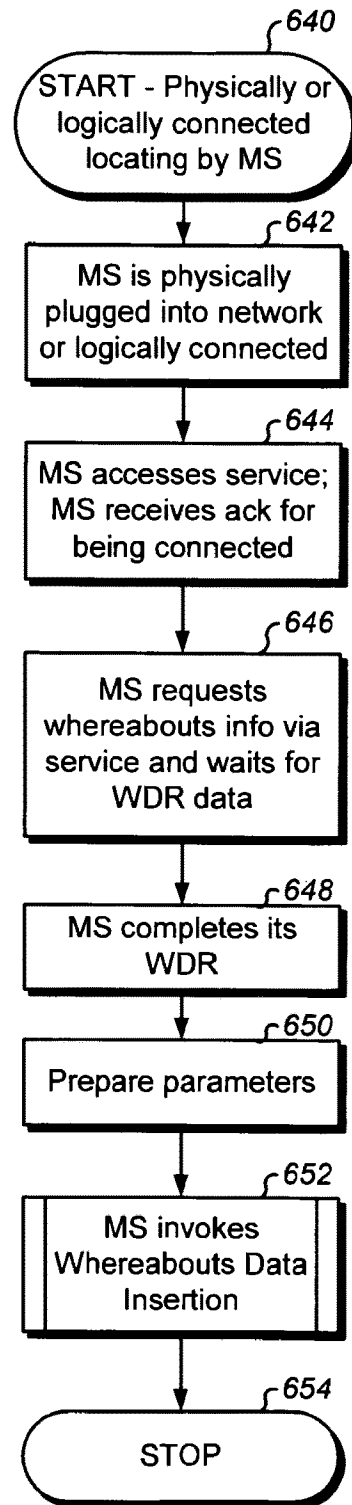 640
START - Physically or
logically connected
locating by MS
642
MS is physically
plugged into network
or logically connected
644
MS accesses service;
MS receives ack for
being connected
646
MS requests
whereabouts info via
service and waits for
WDR data
648
MS completes its
WDR
650
Prepare parameters
652
MS invokes
Whereabouts Data
Insertion
654
STOP